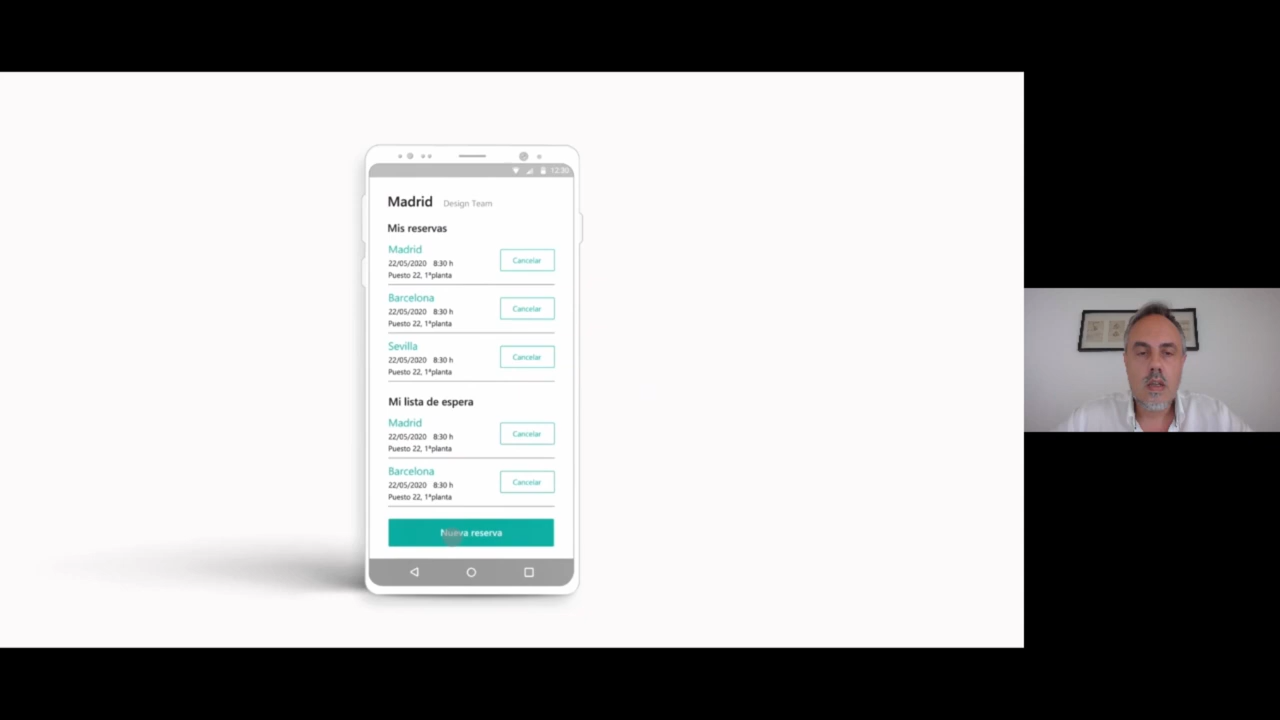 12:30
Madrid Design Team
Mis reservas
Madrid
22/05/2020 8:30 h
Puesto 22, 1ªplanta
Cancelar
Barcelona
22/05/2020 8:30 h
Puesto 22, 1ªplanta
Cancelar
Sevilla
22/05/2020 8:30 h
Puesto 22, 1ªplanta
Cancelar
Mi lista de espera
Madrid
22/05/2020 8:30 h
Puesto 22, 1ªplanta
Cancelar
Barcelona
22/05/2020 8:30 h
Puesto 22, 1ªplanta
Cancelar
Nueva reserva